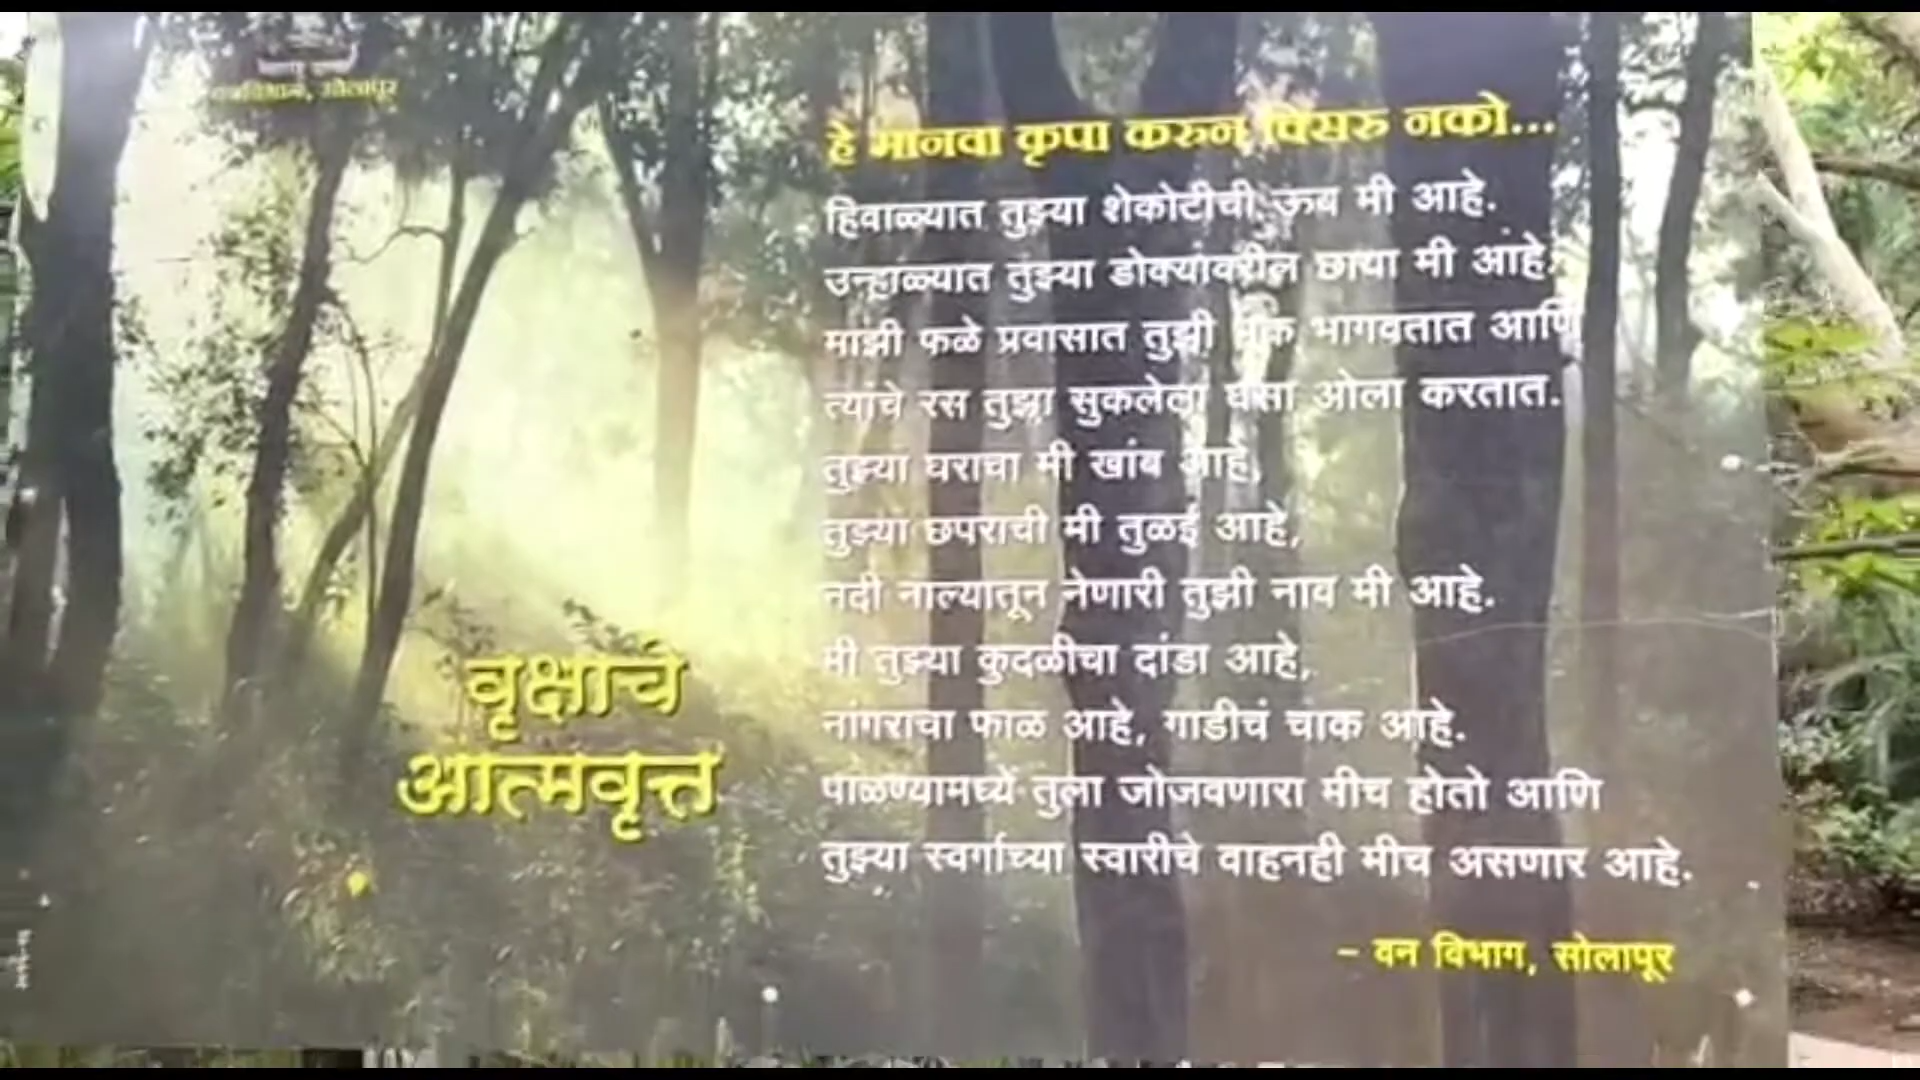 वनविभाग, सोलापूर
हे मानवा कृपा करुन विसरु नको...
हिवाळ्यात तुझ्या शेकोटीची ऊब मी आहे.
उन्हाळ्यात तुझ्या डोक्यावरील छाया मी आहे.
माझी फळे प्रवासात तुझी भूक भागवतात आणि
त्यांचे रस तुझा सुकलेला घसा ओला करतात.
तुझ्या घराचा मी खांब आहे,
तुझ्या छपराची मी तुळई आहे,
नदी नाल्यातून नेणारी तुझी नाव मी आहे.
मी तुझ्या कुदळीचा दांडा आहे,
नांगराचा फाळ आहे, गाडीचं चाक आहे.
पाळण्यामध्ये तुला जोजवणारा मीच होतो आणि
तुझ्या स्वर्गाच्या स्वारीचे वाहनही मीच असणार आहे.
– वन विभाग, सोलापूर
वृक्षाचे
आत्मवृत्त